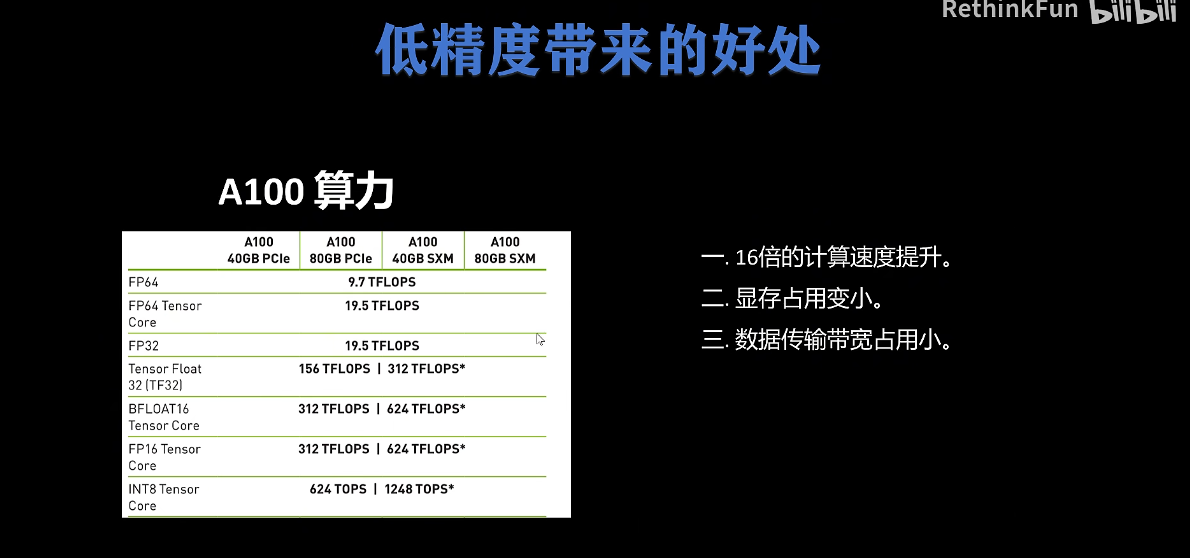 RethinkFun bilibili
低精度带来的好处
A100 算力
A100 40GB PCIe A100 80GB PCIe A100 40GB SXM A100 80GB SXM
FP64 9.7 TFLOPS
FP64 Tensor Core 19.5 TFLOPS
FP32 19.5 TFLOPS
Tensor Float 32 (TF32) 156 TFLOPS | 312 TFLOPS*
BFLOAT16 Tensor Core 312 TFLOPS | 624 TFLOPS*
FP16 Tensor Core 312 TFLOPS | 624 TFLOPS*
INT8 Tensor Core 624 TOPS | 1248 TOPS*
一. 16倍的计算速度提升。
二. 显存占用变小。
三. 数据传输带宽占用小。